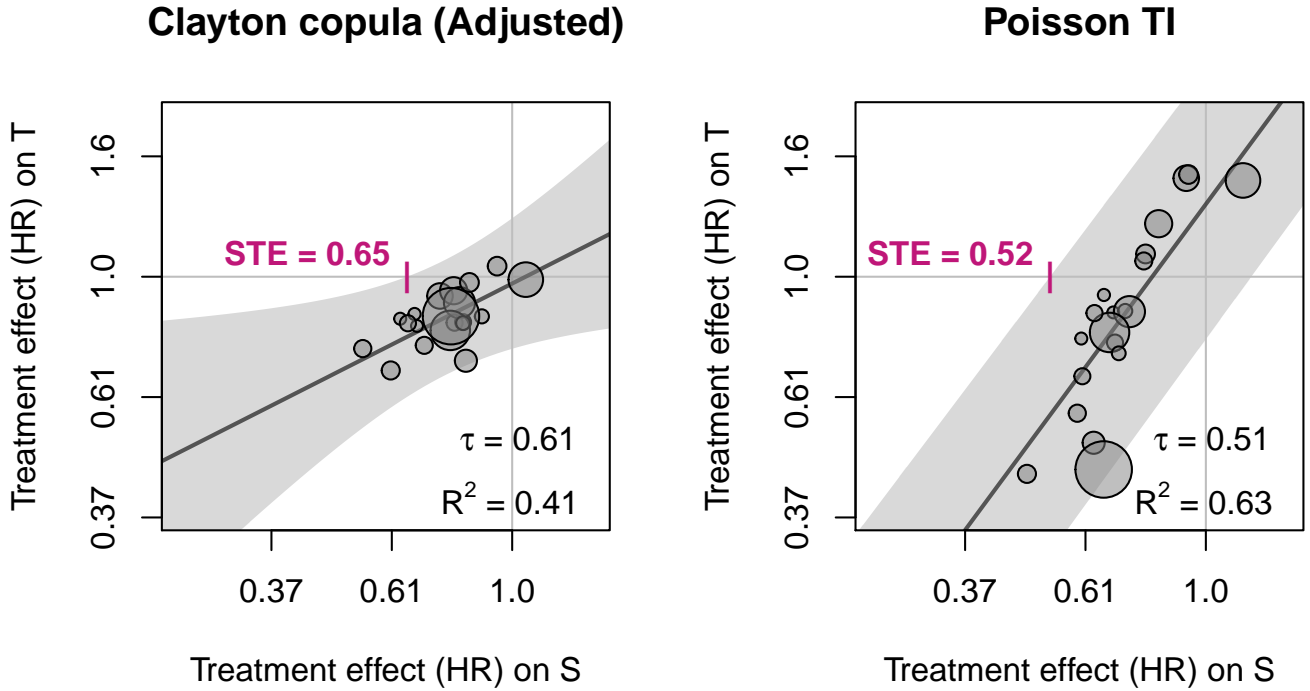 Clayton copula (Adjusted)
Treatment effect (HR) on T
1.6
1.0
0.61
0.37
STE = 0.65
τ = 0.61
R² = 0.41
0.37
0.61
1.0
Treatment effect (HR) on S
Poisson TI
Treatment effect (HR) on T
1.6
1.0
0.61
0.37
STE = 0.52
τ = 0.51
R² = 0.63
0.37
0.61
1.0
Treatment effect (HR) on S